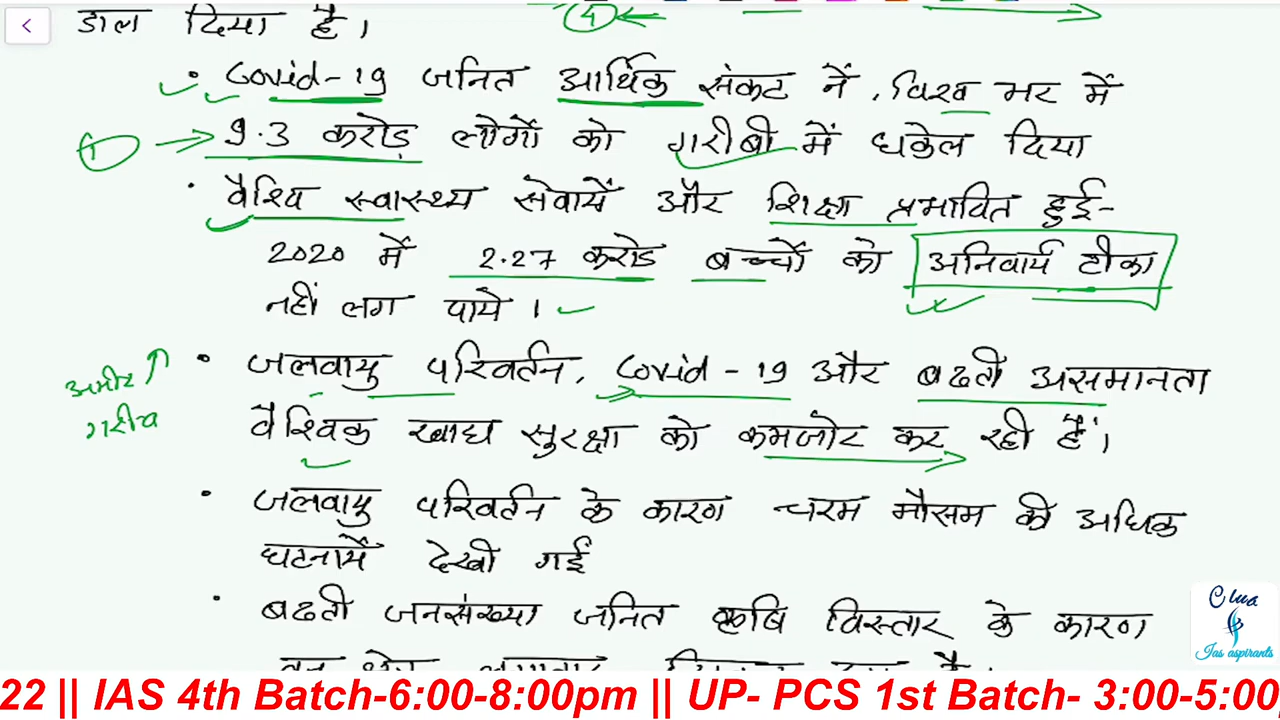 डाल दिया है।
4
• Covid-19 जनित आर्थिक संकट नें, विश्व भर में
1 → 9.3 करोड़ लोगों को गरीबी में धकेल दिया
• वैश्वि स्वास्थ्य सेवायें और शिक्षा प्रभावित हुई-
2020 में 2.27 करोड बच्चों को अनिवार्य टीका
नहीं लग पाये।
• जलवायु परिवर्तन, Covid-19 और बढती असमानता
अमीर ↑
गरीब
वैश्विक खाद्य सुरक्षा को कमजोर कर रही हैं।
• जलवायु परिवर्तन के कारण चरम मौसम की अधिक
घटनायें देखी गई
• बढती जनसंख्या जनित कृषि विस्तार के कारण
Clue
Ias aspirants
22 || IAS 4th Batch-6:00-8:00pm || UP- PCS 1st Batch- 3:00-5:00